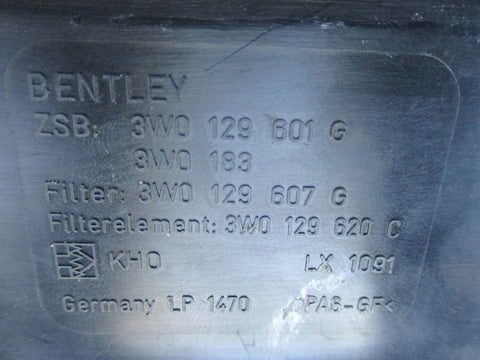 BENTLEY
ZSB: 3W0 129 601 G
3W0 183
Filter: 3W0 129 607 G
Filterelement: 3W0 129 620 C
KHO LX 1091
Germany LP 1470 >PA6-GF<